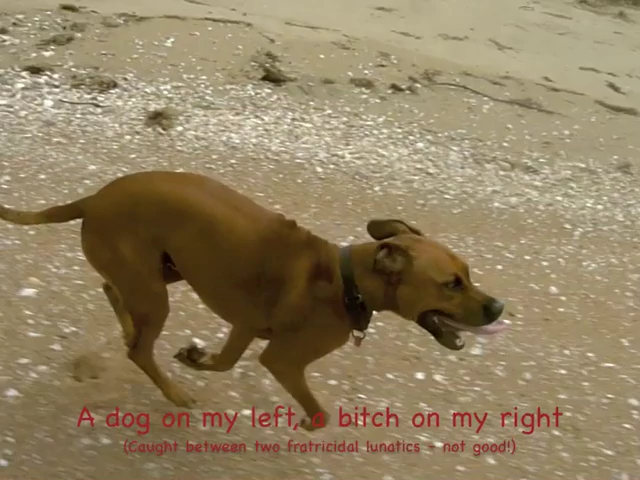 A dog on my left, a bitch on my right
(Caught between two fratricidal lunatics - not good!)